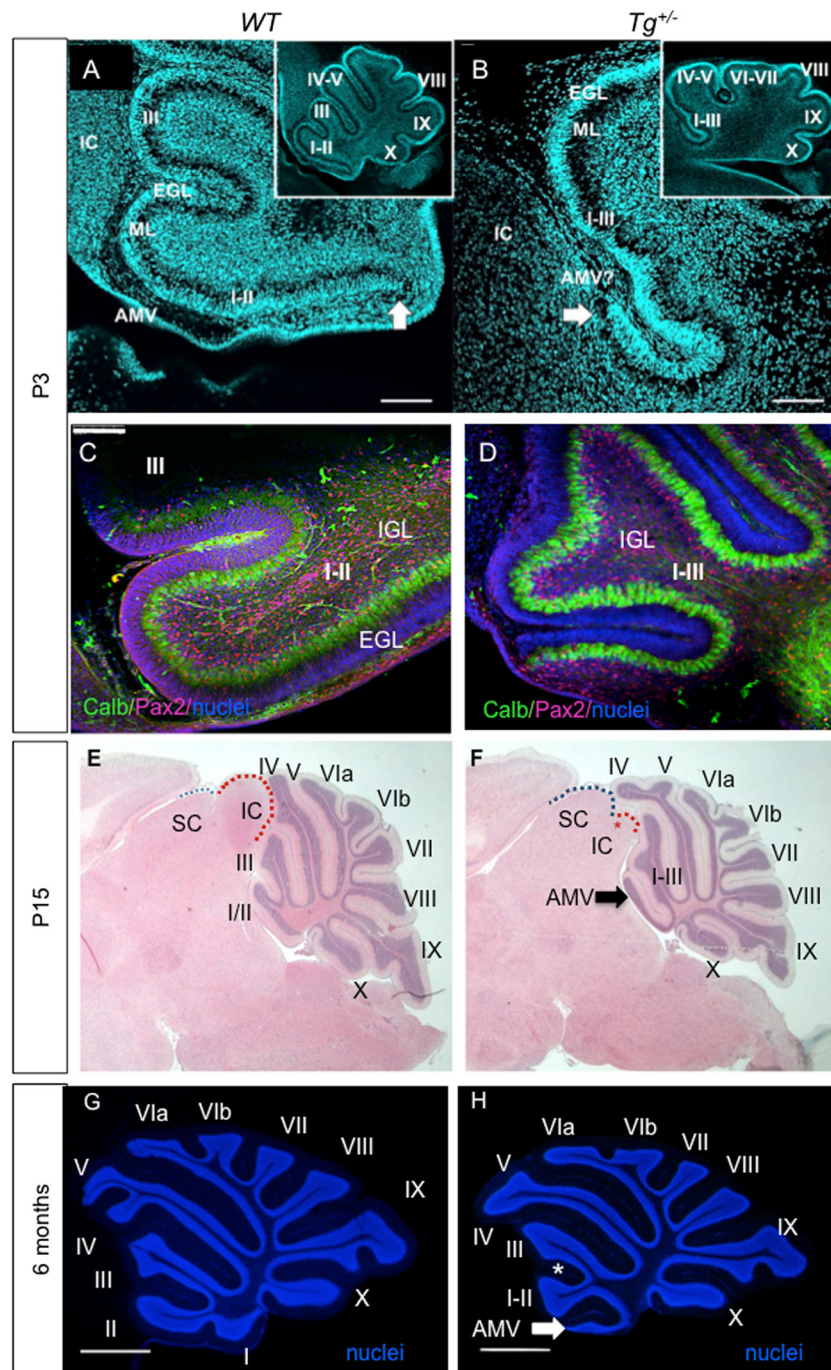 WT
Tg+/-
P3
A
IV-V
VIII
III
IX
I-II
X
IC
III
EGL
ML
I-II
AMV
B
IV-V
VI-VII
VIII
I-III
IX
X
EGL
ML
IC
I-III
AMV?
C
III
IGL
I-II
EGL
Calb/Pax2/nuclei
D
IGL
I-III
Calb/Pax2/nuclei
P15
E
IV
V
VIa
VIb
SC
IC
VII
III
VIII
I/II
IX
X
F
IV
V
VIa
VIb
SC
*
IC
VII
I-III
AMV
VIII
IX
X
6 months
G
VIa
VIb
VII
VIII
V
IX
IV
III
X
II
I
nuclei
H
VIa
VIb
VII
VIII
V
IX
IV
III
*
I-II
X
AMV
nuclei